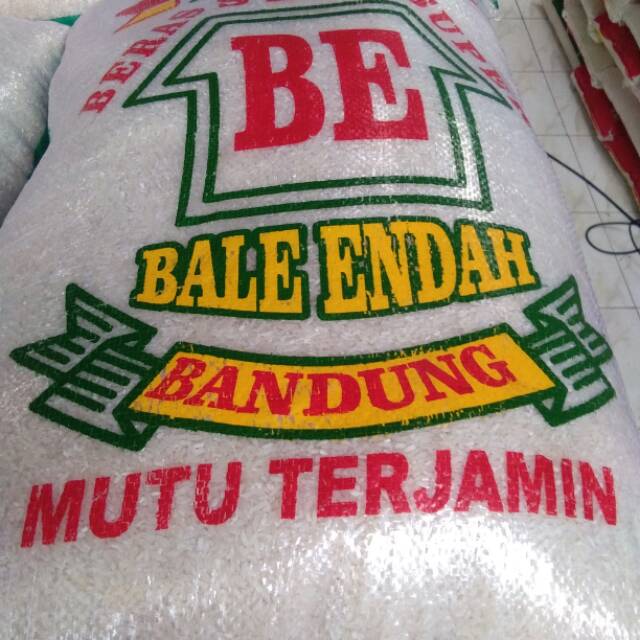 BERAS
BE
BALE ENDAH
BANDUNG
MUTU TERJAMIN